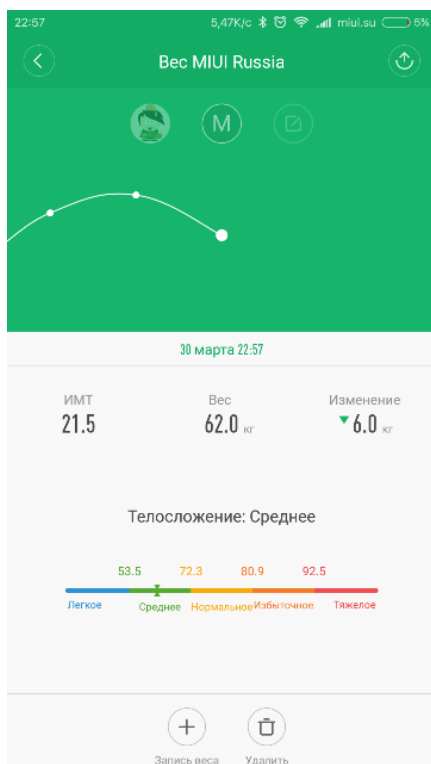 22:57 5,47K/с miui.su 6%
Вес MIUI Russia
M
30 марта 22:57
ИМТ Вес Изменение
21.5 62.0 кг 6.0 кг
Телосложение: Среднее
53.5 72.3 80.9 92.5
Легкое Среднее Нормальное Избыточное Тяжелое
Запись веса Удалить